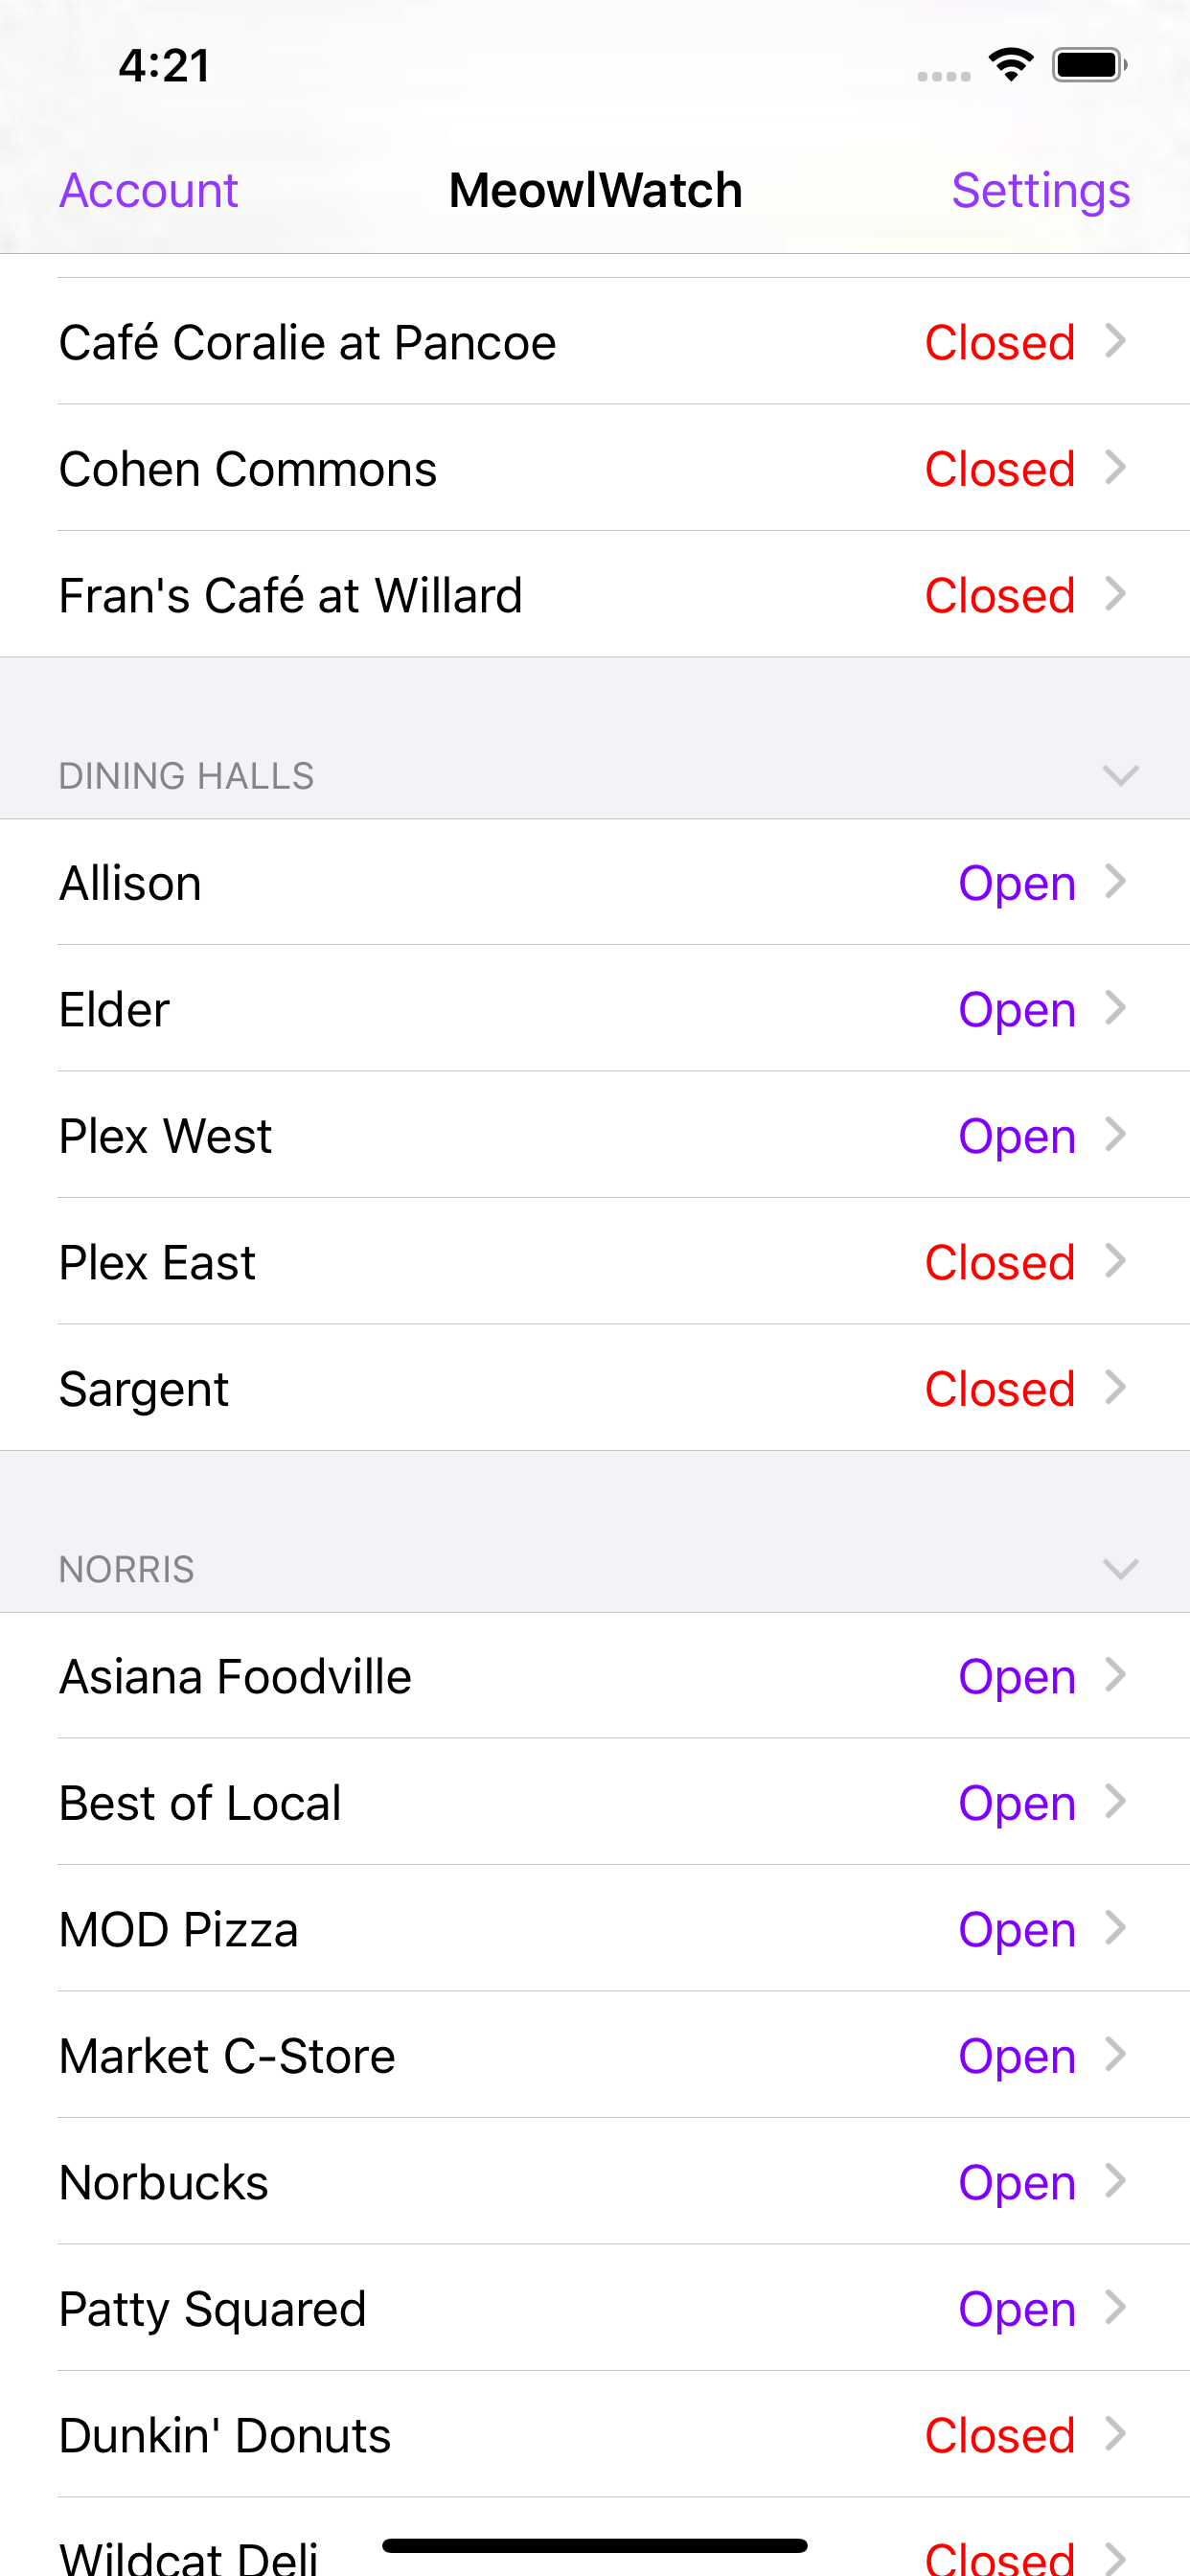 4:21
Account MeowlWatch Settings
Café Coralie at Pancoe Closed
Cohen Commons Closed
Fran's Café at Willard Closed
DINING HALLS
Allison Open
Elder Open
Plex West Open
Plex East Closed
Sargent Closed
NORRIS
Asiana Foodville Open
Best of Local Open
MOD Pizza Open
Market C-Store Open
Norbucks Open
Patty Squared Open
Dunkin' Donuts Closed
Wildcat Deli Closed